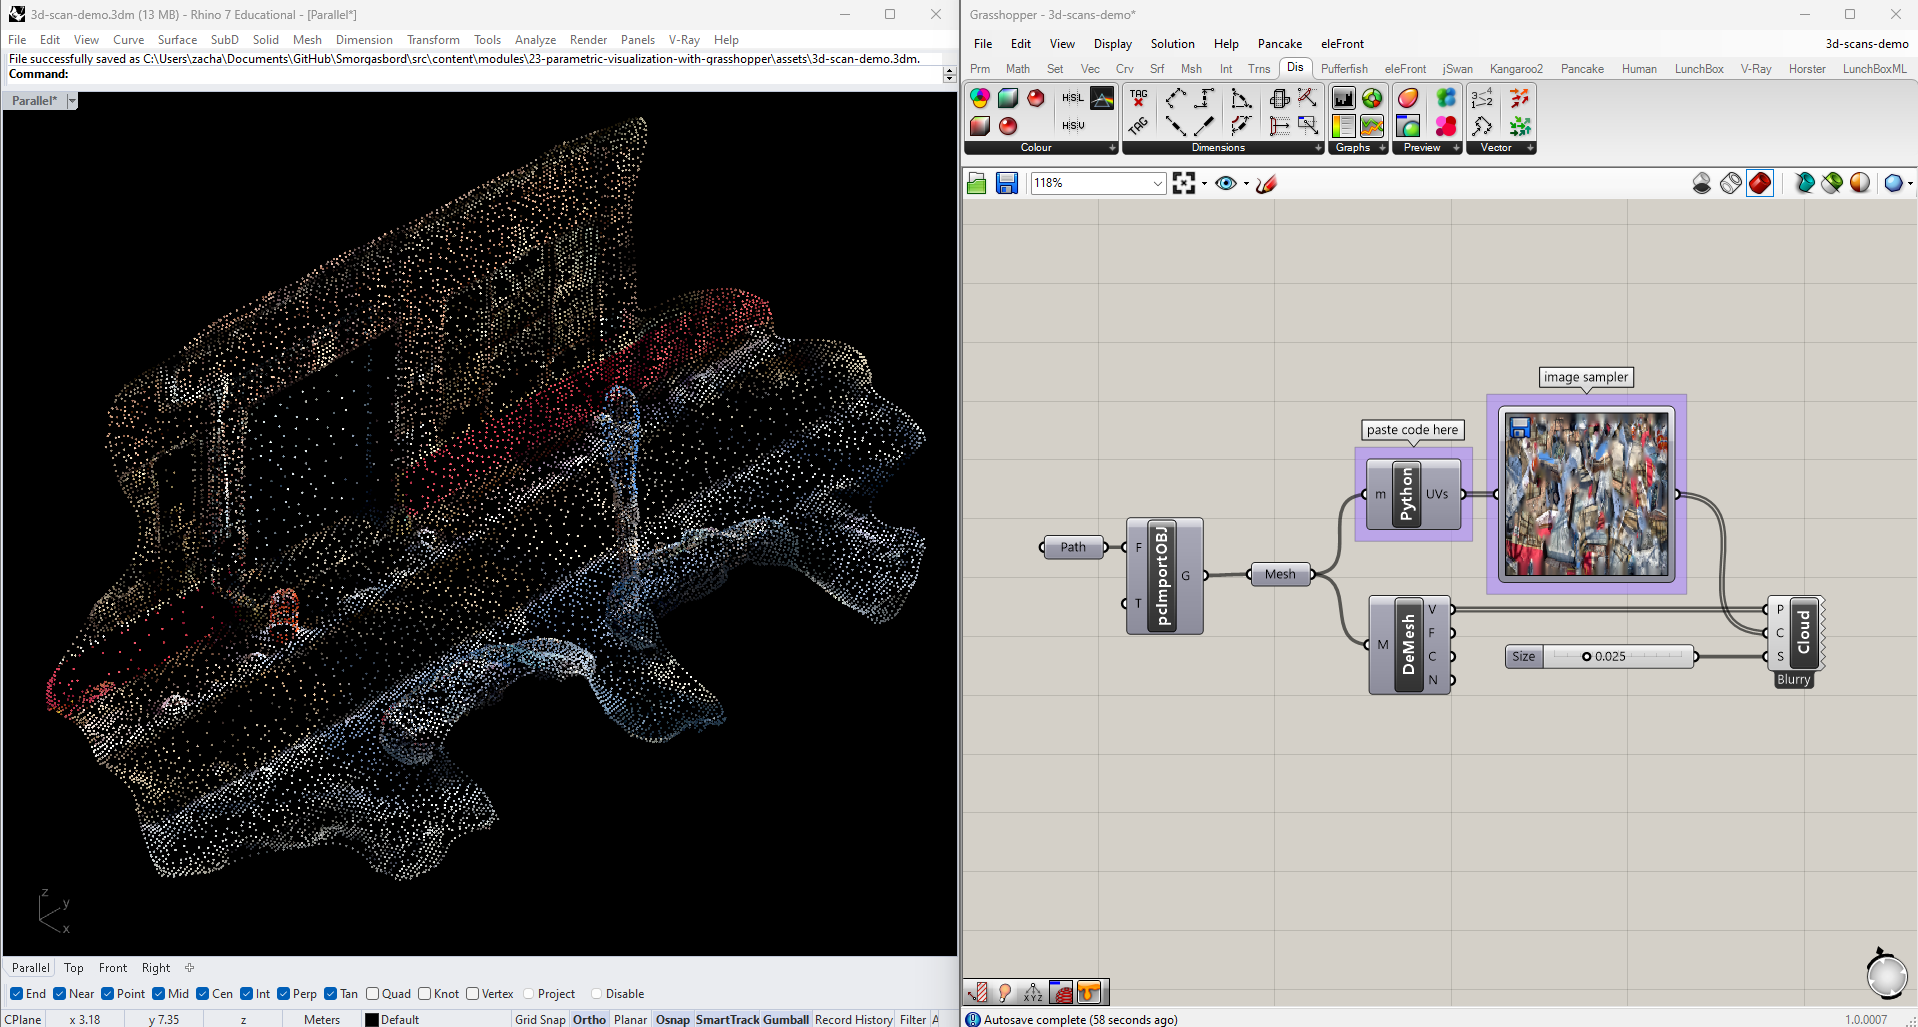 3d-scan-demo.3dm (13 MB) - Rhino 7 Educational - [Parallel*]
File Edit View Curve Surface SubD Solid Mesh Dimension Transform Tools Analyze Render Panels V-Ray Help
File successfully saved as C:\Users\zacha\Documents\GitHub\Smorgasbord\src\content\modules\23-parametric-visualization-with-grasshopper\assets\3d-scan-demo.3dm.
Command:
Parallel*
z
y
x
Parallel Top Front Right
End Near Point Mid Cen Int Perp Tan Quad Knot Vertex Project Disable
CPlane x 3.18 y 7.35 z Meters Default Grid Snap Ortho Planar Osnap SmartTrack Gumball Record History Filter A
Grasshopper - 3d-scans-demo*
File Edit View Display Solution Help Pancake eleFront 3d-scans-demo
Prm Math Set Vec Crv Srf Msh Int Trns Dis Pufferfish eleFront jSwan Kangaroo2 Pancake Human LunchBox V-Ray Horster LunchBoxML
H:S:L
H:S:V
TAG
TAG
Colour Dimensions Graphs Preview Vector
118%
image sampler
paste code here
m Python UVs
Path
F
T
pcImportOBJ
G
Mesh
M
DeMesh
V
F
C
N
Size 0.025
P
C
S
Cloud
Blurry
XYZ
Autosave complete (58 seconds ago) 1.0.0007